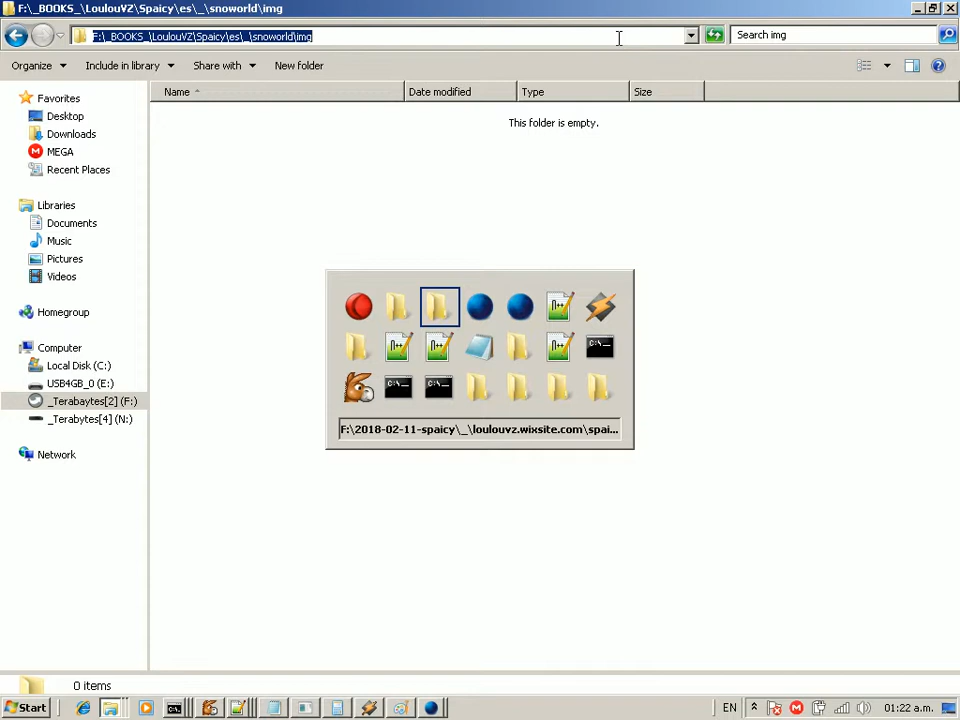 F:\_BOOKS_\LoulouVZ\Spaicy\es\_\snoworld\img
F:\_BOOKS_\LoulouVZ\Spaicy\es\_\snoworld\img
Search img
Organize
Include in library
Share with
New folder
Name
Date modified
Type
Size
This folder is empty.
Favorites
Desktop
Downloads
MEGA
Recent Places
Libraries
Documents
Music
Pictures
Videos
Homegroup
Computer
Local Disk (C:)
USB4GB_0 (E:)
_Terabaytes[2] (F:)
_Terabytes[4] (N:)
Network
F:\2018-02-11-spaicy\_\loulouvz.wixsite.com\spai...
0 items
Start
EN
01:22 a.m.